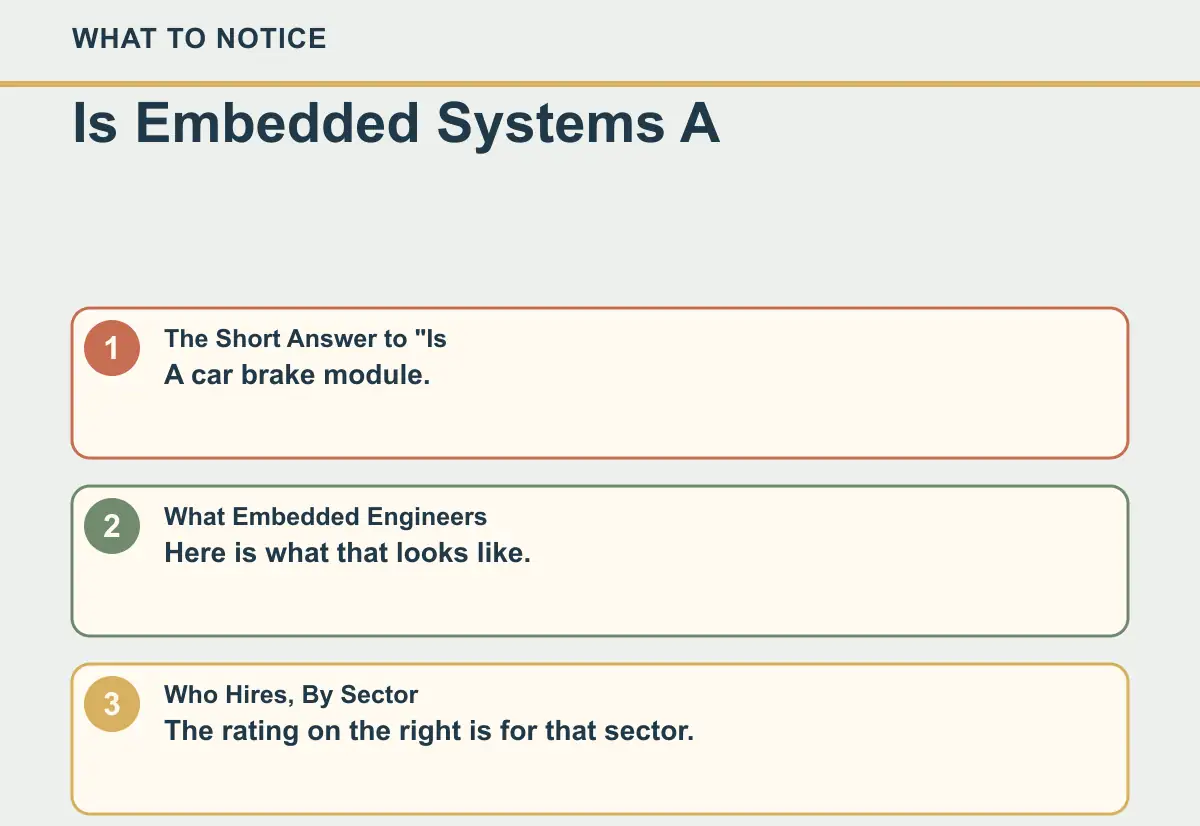 WHAT TO NOTICE
Is Embedded Systems A
1
The Short Answer to "Is
A car brake module.
2
What Embedded Engineers
Here is what that looks like.
3
Who Hires, By Sector
The rating on the right is for that sector.